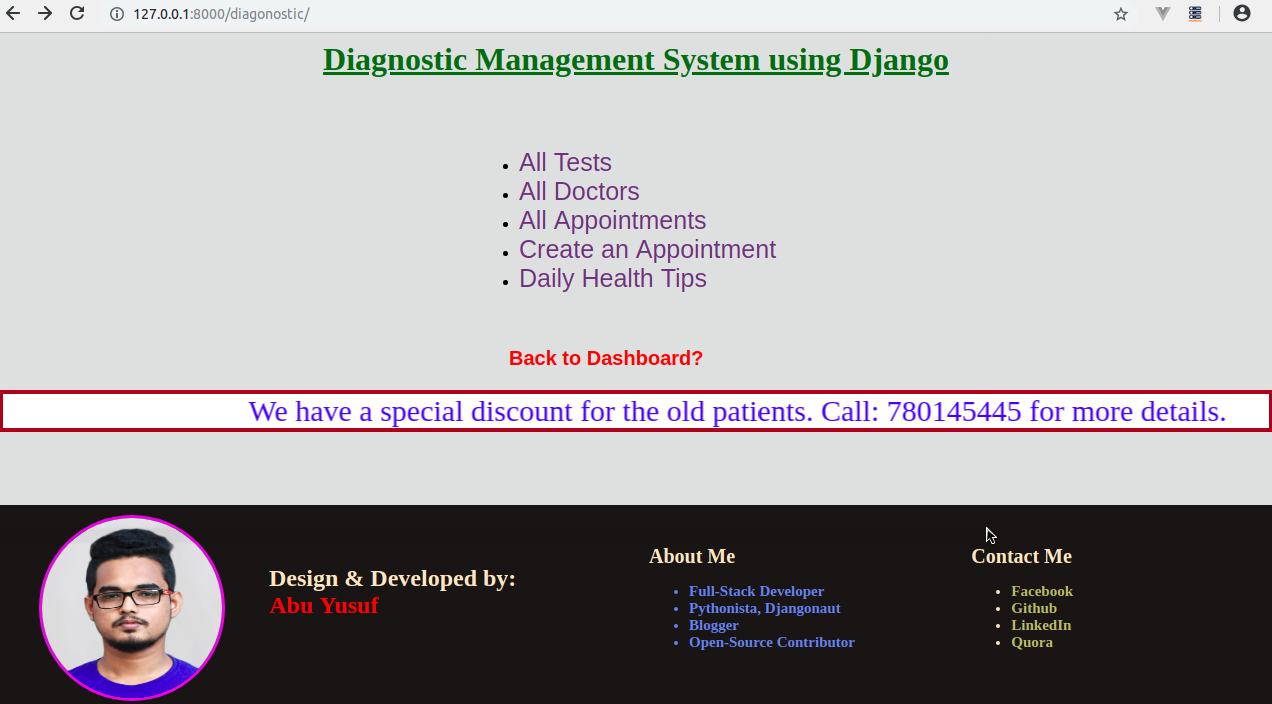 127.0.0.1:8000/diagonostic/
Diagnostic Management System using Django
All Tests
All Doctors
All Appointments
Create an Appointment
Daily Health Tips
Back to Dashboard?
We have a special discount for the old patients. Call: 780145445 for more details.
Design & Developed by:
Abu Yusuf
About Me
Full-Stack Developer
Pythonista, Djangonaut
Blogger
Open-Source Contributor
Contact Me
Facebook
Github
LinkedIn
Quora